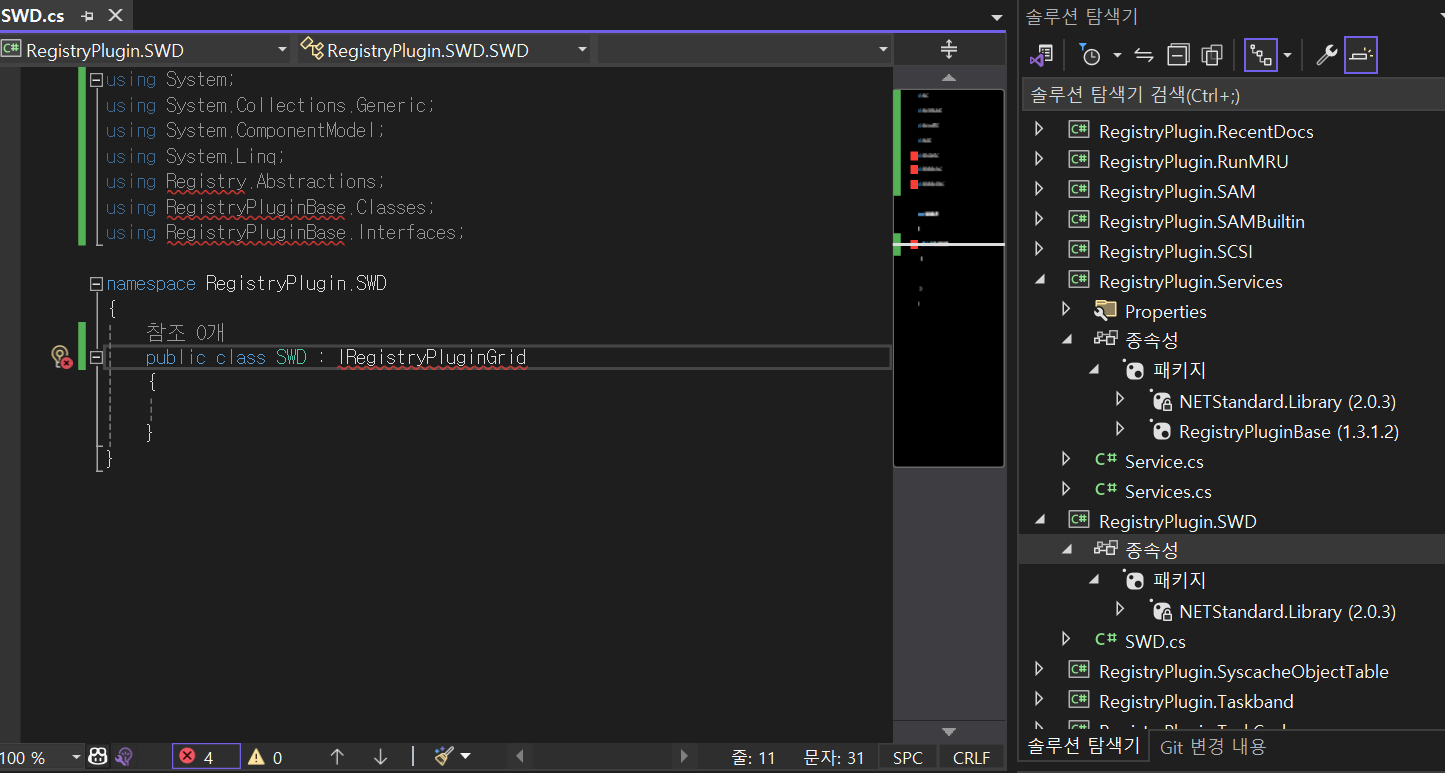 SWD.cs
RegistryPlugin.SWD
RegistryPlugin.SWD.SWD
using System;
using System.Collections.Generic;
using System.ComponentModel;
using System.Linq;
using Registry.Abstractions;
using RegistryPluginBase.Classes;
using RegistryPluginBase.Interfaces;
namespace RegistryPlugin.SWD
{
참조 0개
public class SWD : IRegistryPluginGrid
{
}
}
100 %
4
0
줄: 11
문자: 31
SPC
CRLF
솔루션 탐색기
솔루션 탐색기 검색(Ctrl+;)
C# RegistryPlugin.RecentDocs
C# RegistryPlugin.RunMRU
C# RegistryPlugin.SAM
C# RegistryPlugin.SAMBuiltin
C# RegistryPlugin.SCSI
C# RegistryPlugin.Services
Properties
종속성
패키지
NETStandard.Library (2.0.3)
RegistryPluginBase (1.3.1.2)
C# Service.cs
C# Services.cs
C# RegistryPlugin.SWD
종속성
패키지
NETStandard.Library (2.0.3)
C# SWD.cs
C# RegistryPlugin.SyscacheObjectTable
C# RegistryPlugin.Taskband
솔루션 탐색기
Git 변경 내용